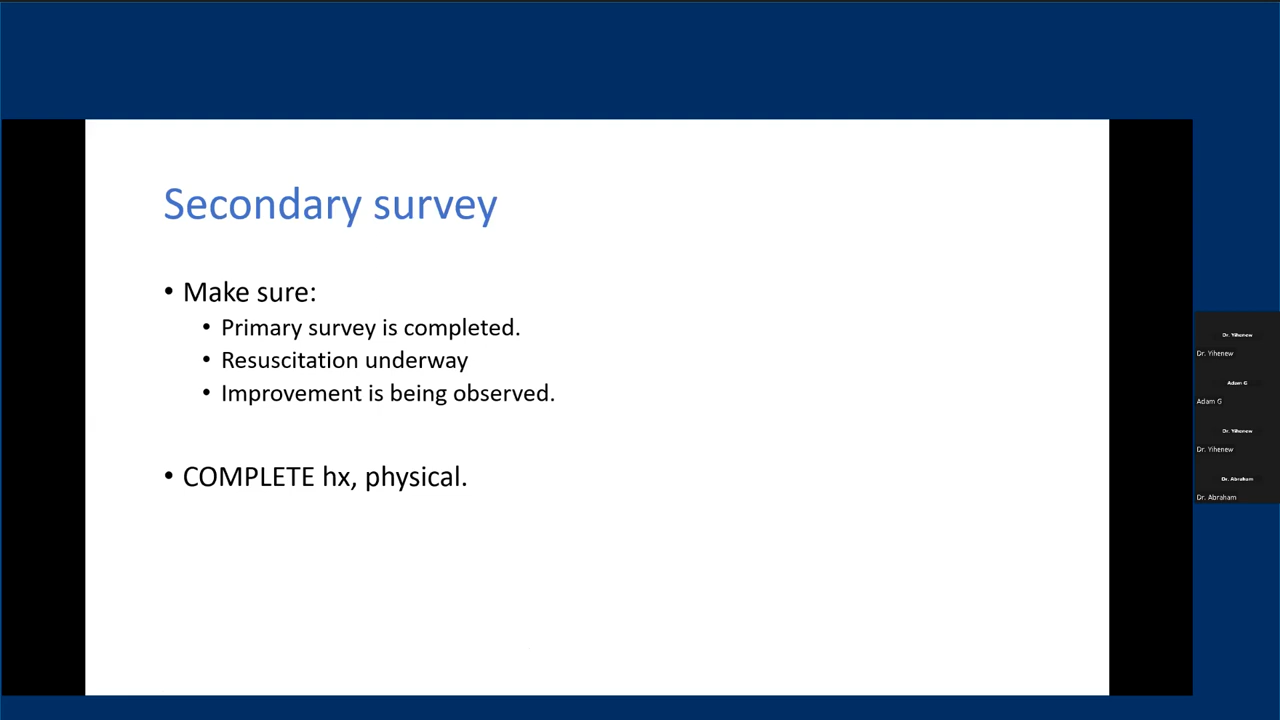 Secondary survey
• Make sure:
• Primary survey is completed.
• Resuscitation underway
• Improvement is being observed.
• COMPLETE hx, physical.
Dr. Yihenew
Dr. Yihenew
Adam G
Adam G
Dr. Yihenew
Dr. Yihenew
Dr. Abraham
Dr. Abraham